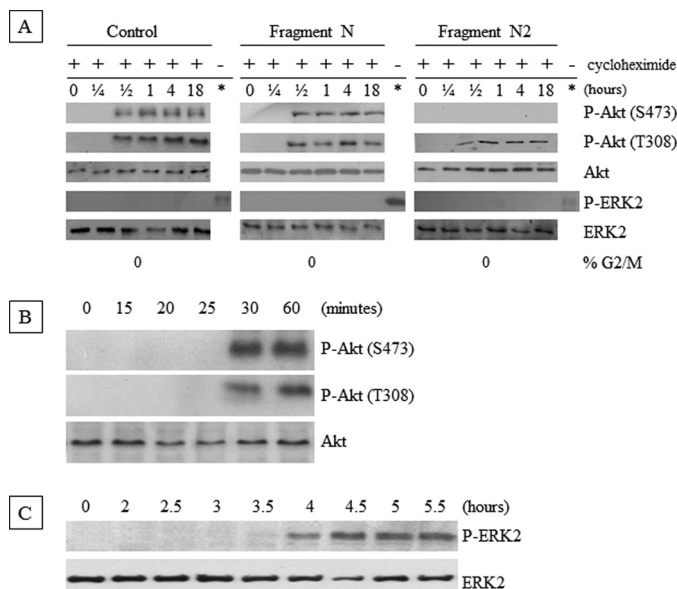 A
Control Fragment N Fragment N2
+ + + + + + - + + + + + + - + + + + + + - cycloheximide
0 ¼ ½ 1 4 18 * 0 ¼ ½ 1 4 18 * 0 ¼ ½ 1 4 18 * (hours)
P-Akt (S473)
P-Akt (T308)
Akt
P-ERK2
ERK2
0 0 0 % G2/M
B
0 15 20 25 30 60 (minutes)
P-Akt (S473)
P-Akt (T308)
Akt
C
0 2 2.5 3 3.5 4 4.5 5 5.5 (hours)
P-ERK2
ERK2